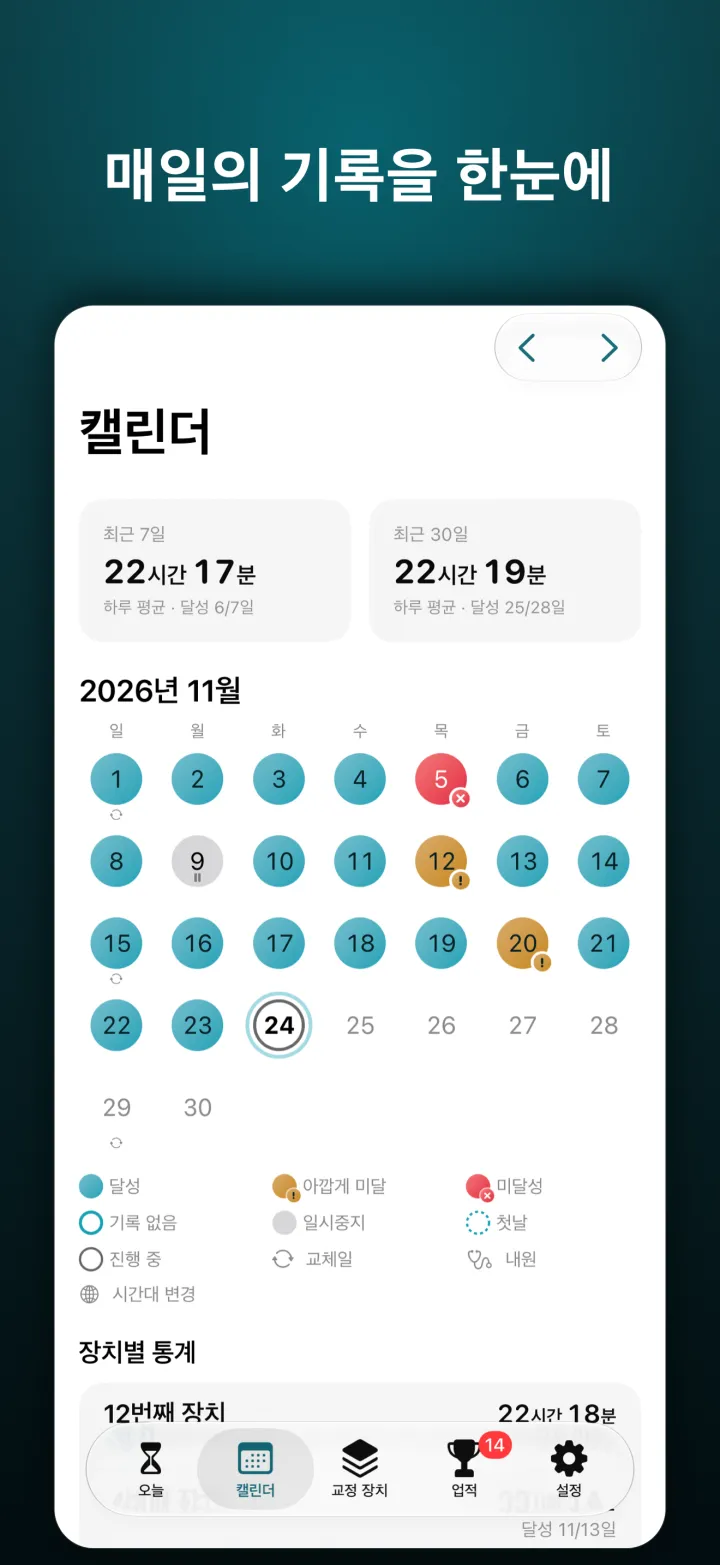 매일의 기록을 한눈에
캘린더
최근 7일
22시간 17분
하루 평균 · 달성 6/7일
최근 30일
22시간 19분
하루 평균 · 달성 25/28일
2026년 11월
일 월 화 수 목 금 토
1 2 3 4 5 6 7
8 9 10 11 12 13 14
15 16 17 18 19 20 21
22 23 24 25 26 27 28
29 30
달성 아깝게 미달 미달성
기록 없음 일시중지 첫날
진행 중 교체일 내원
시간대 변경
장치별 통계
12번째 장치 22시간 18분
14
오늘 캘린더 교정 장치 업적 설정
달성 11/13일